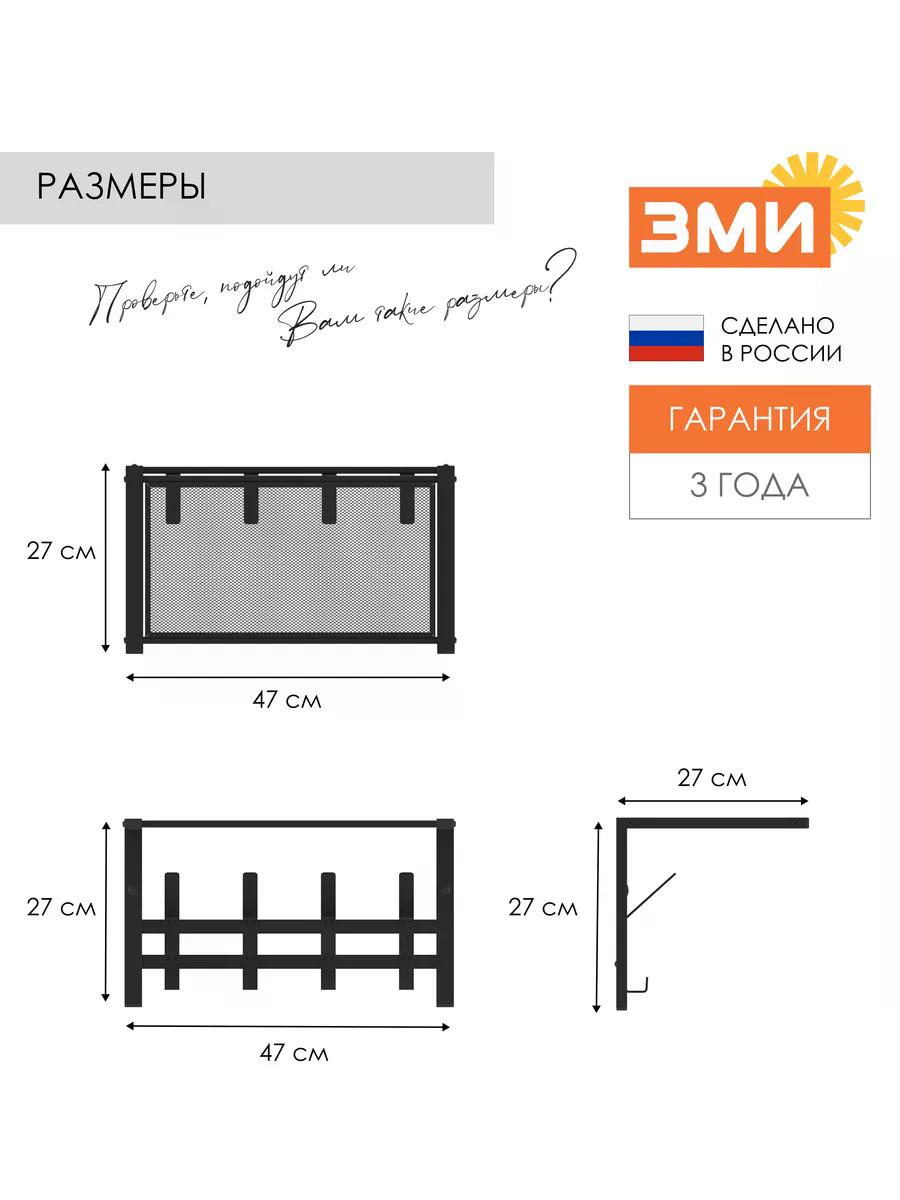 РАЗМЕРЫ
Проверьте, подойдут ли
Вам такие размеры?
ЗМИ
СДЕЛАНО
В РОССИИ
ГАРАНТИЯ
3 ГОДА
27 см
47 см
27 см
47 см
27 см
27 см